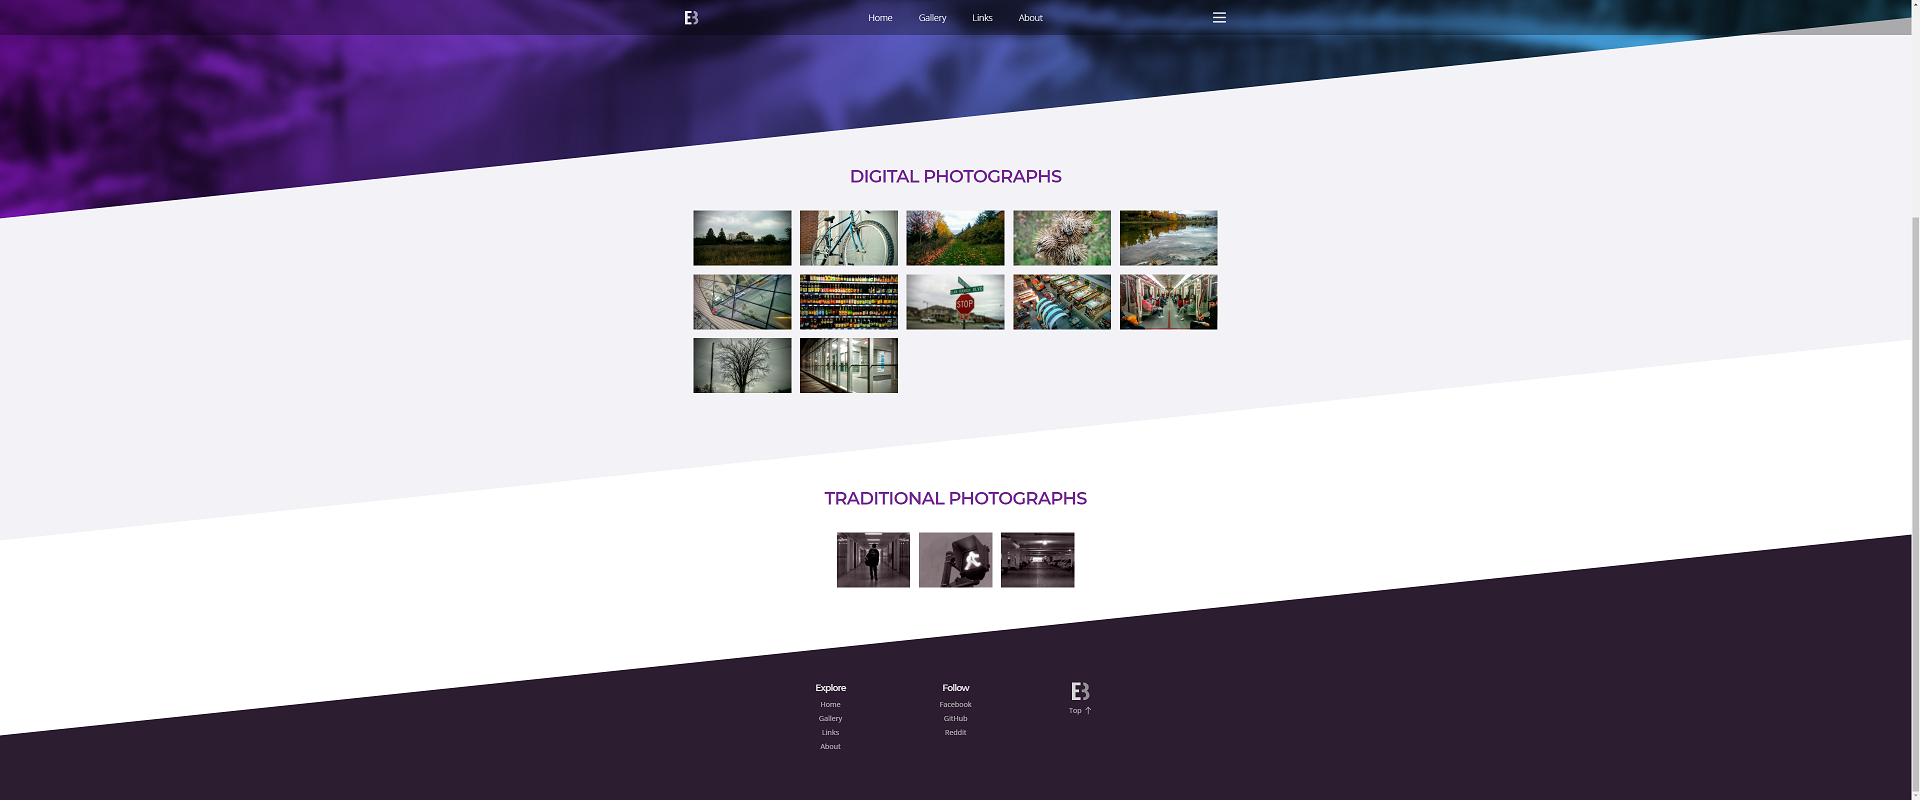 EB
Home
Gallery
Links
About
DIGITAL PHOTOGRAPHS
STOP
TRADITIONAL PHOTOGRAPHS
Explore
Home
Gallery
Links
About
Follow
Facebook
GitHub
Reddit
EB
Top ↑